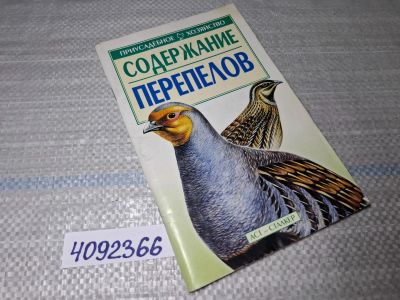 ПРИУСАДЕБНОЕ ХОЗЯЙСТВО
СОДЕРЖАНИЕ
ПЕРЕПЕЛОВ
АСТ — СТАЛКЕР
4092366